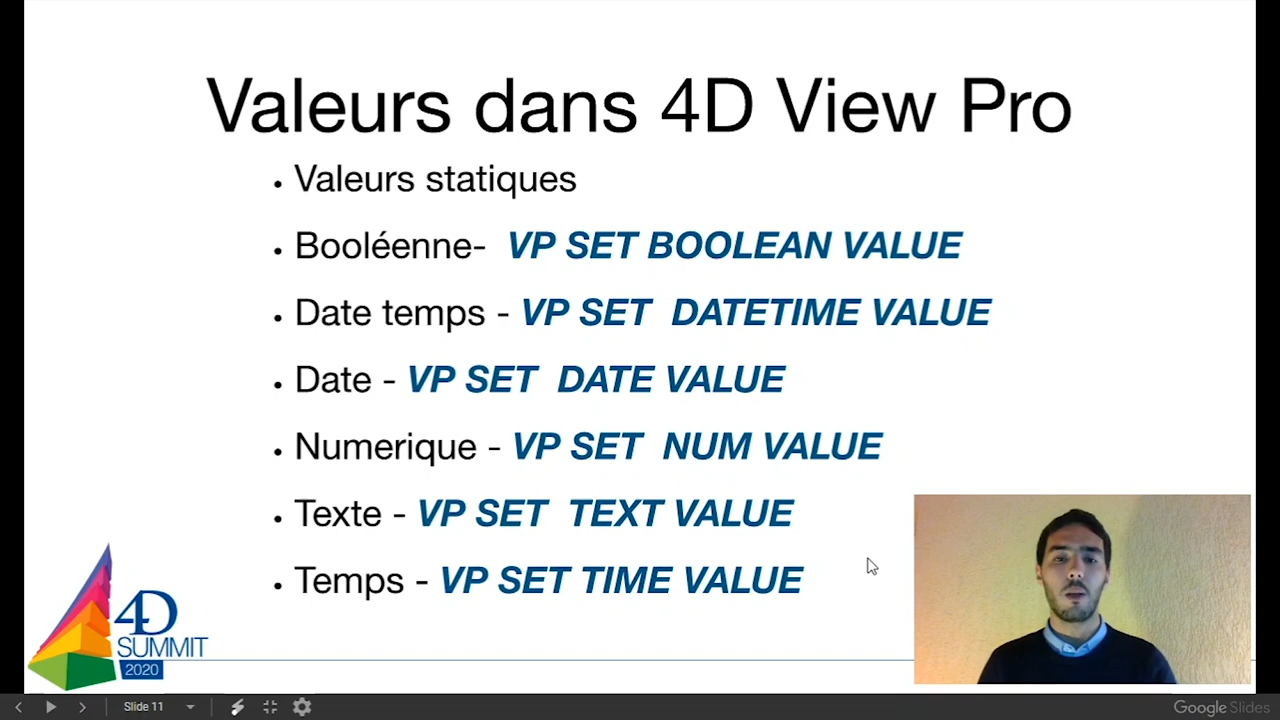 Valeurs dans 4D View Pro
• Valeurs statiques
• Booléenne- VP SET BOOLEAN VALUE
• Date temps - VP SET DATETIME VALUE
• Date - VP SET DATE VALUE
• Numerique - VP SET NUM VALUE
• Texte - VP SET TEXT VALUE
• Temps - VP SET TIME VALUE
4D
SUMMIT
2020
Slide 11
Google Slides